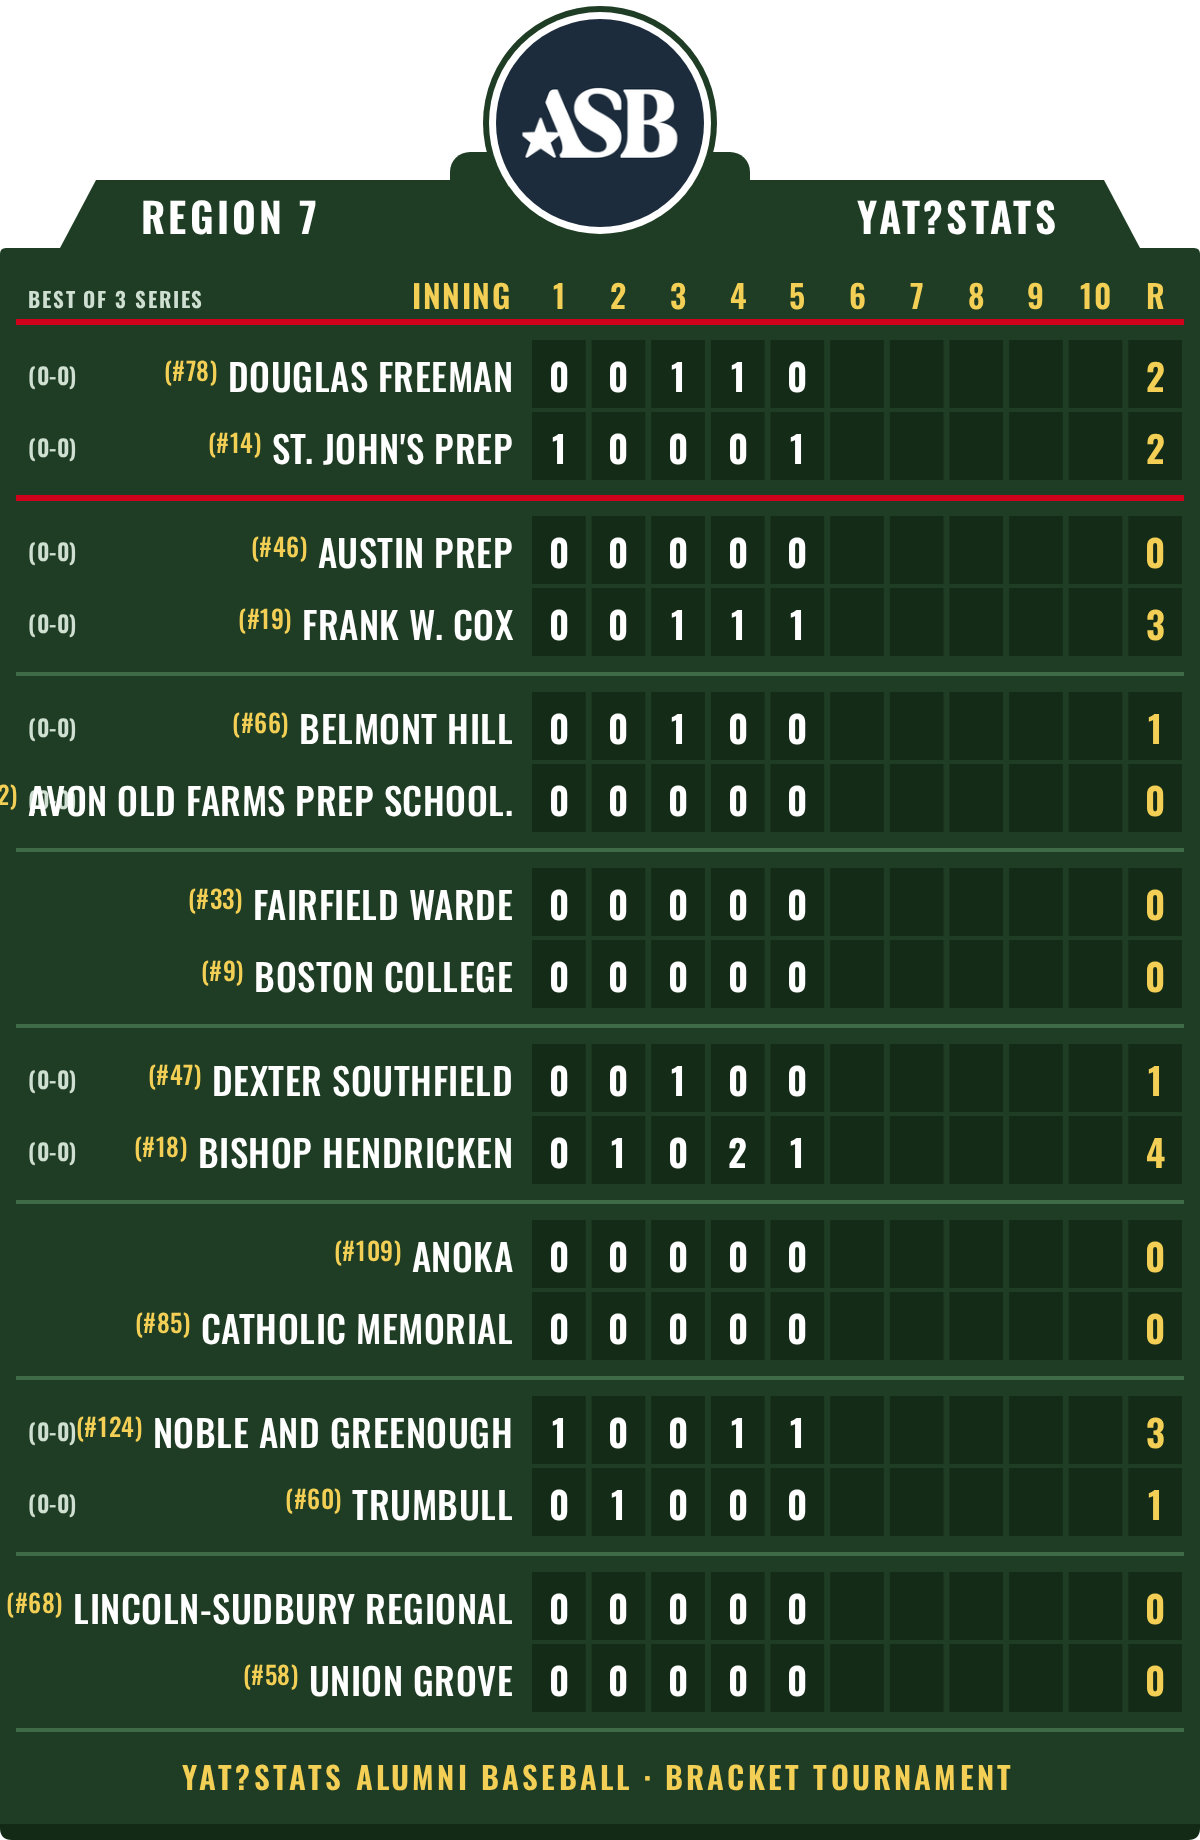 ASB
REGION 7 YAT?STATS
BEST OF 3 SERIES INNING 1 2 3 4 5 6 7 8 9 10 R
(0-0) (#78) DOUGLAS FREEMAN 0 0 1 1 0 2
(0-0) (#14) ST. JOHN'S PREP 1 0 0 0 1 2
(0-0) (#46) AUSTIN PREP 0 0 0 0 0 0
(0-0) (#19) FRANK W. COX 0 0 1 1 1 3
(0-0) (#66) BELMONT HILL 0 0 1 0 0 1
2) AVON OLD FARMS PREP SCHOOL. 0 0 0 0 0 0
(#33) FAIRFIELD WARDE 0 0 0 0 0 0
(#9) BOSTON COLLEGE 0 0 0 0 0 0
(0-0) (#47) DEXTER SOUTHFIELD 0 0 1 0 0 1
(0-0) (#18) BISHOP HENDRICKEN 0 1 0 2 1 4
(#109) ANOKA 0 0 0 0 0 0
(#85) CATHOLIC MEMORIAL 0 0 0 0 0 0
(0-0) (#124) NOBLE AND GREENOUGH 1 0 0 1 1 3
(0-0) (#60) TRUMBULL 0 1 0 0 0 1
(#68) LINCOLN-SUDBURY REGIONAL 0 0 0 0 0 0
(#58) UNION GROVE 0 0 0 0 0 0
YAT?STATS ALUMNI BASEBALL · BRACKET TOURNAMENT